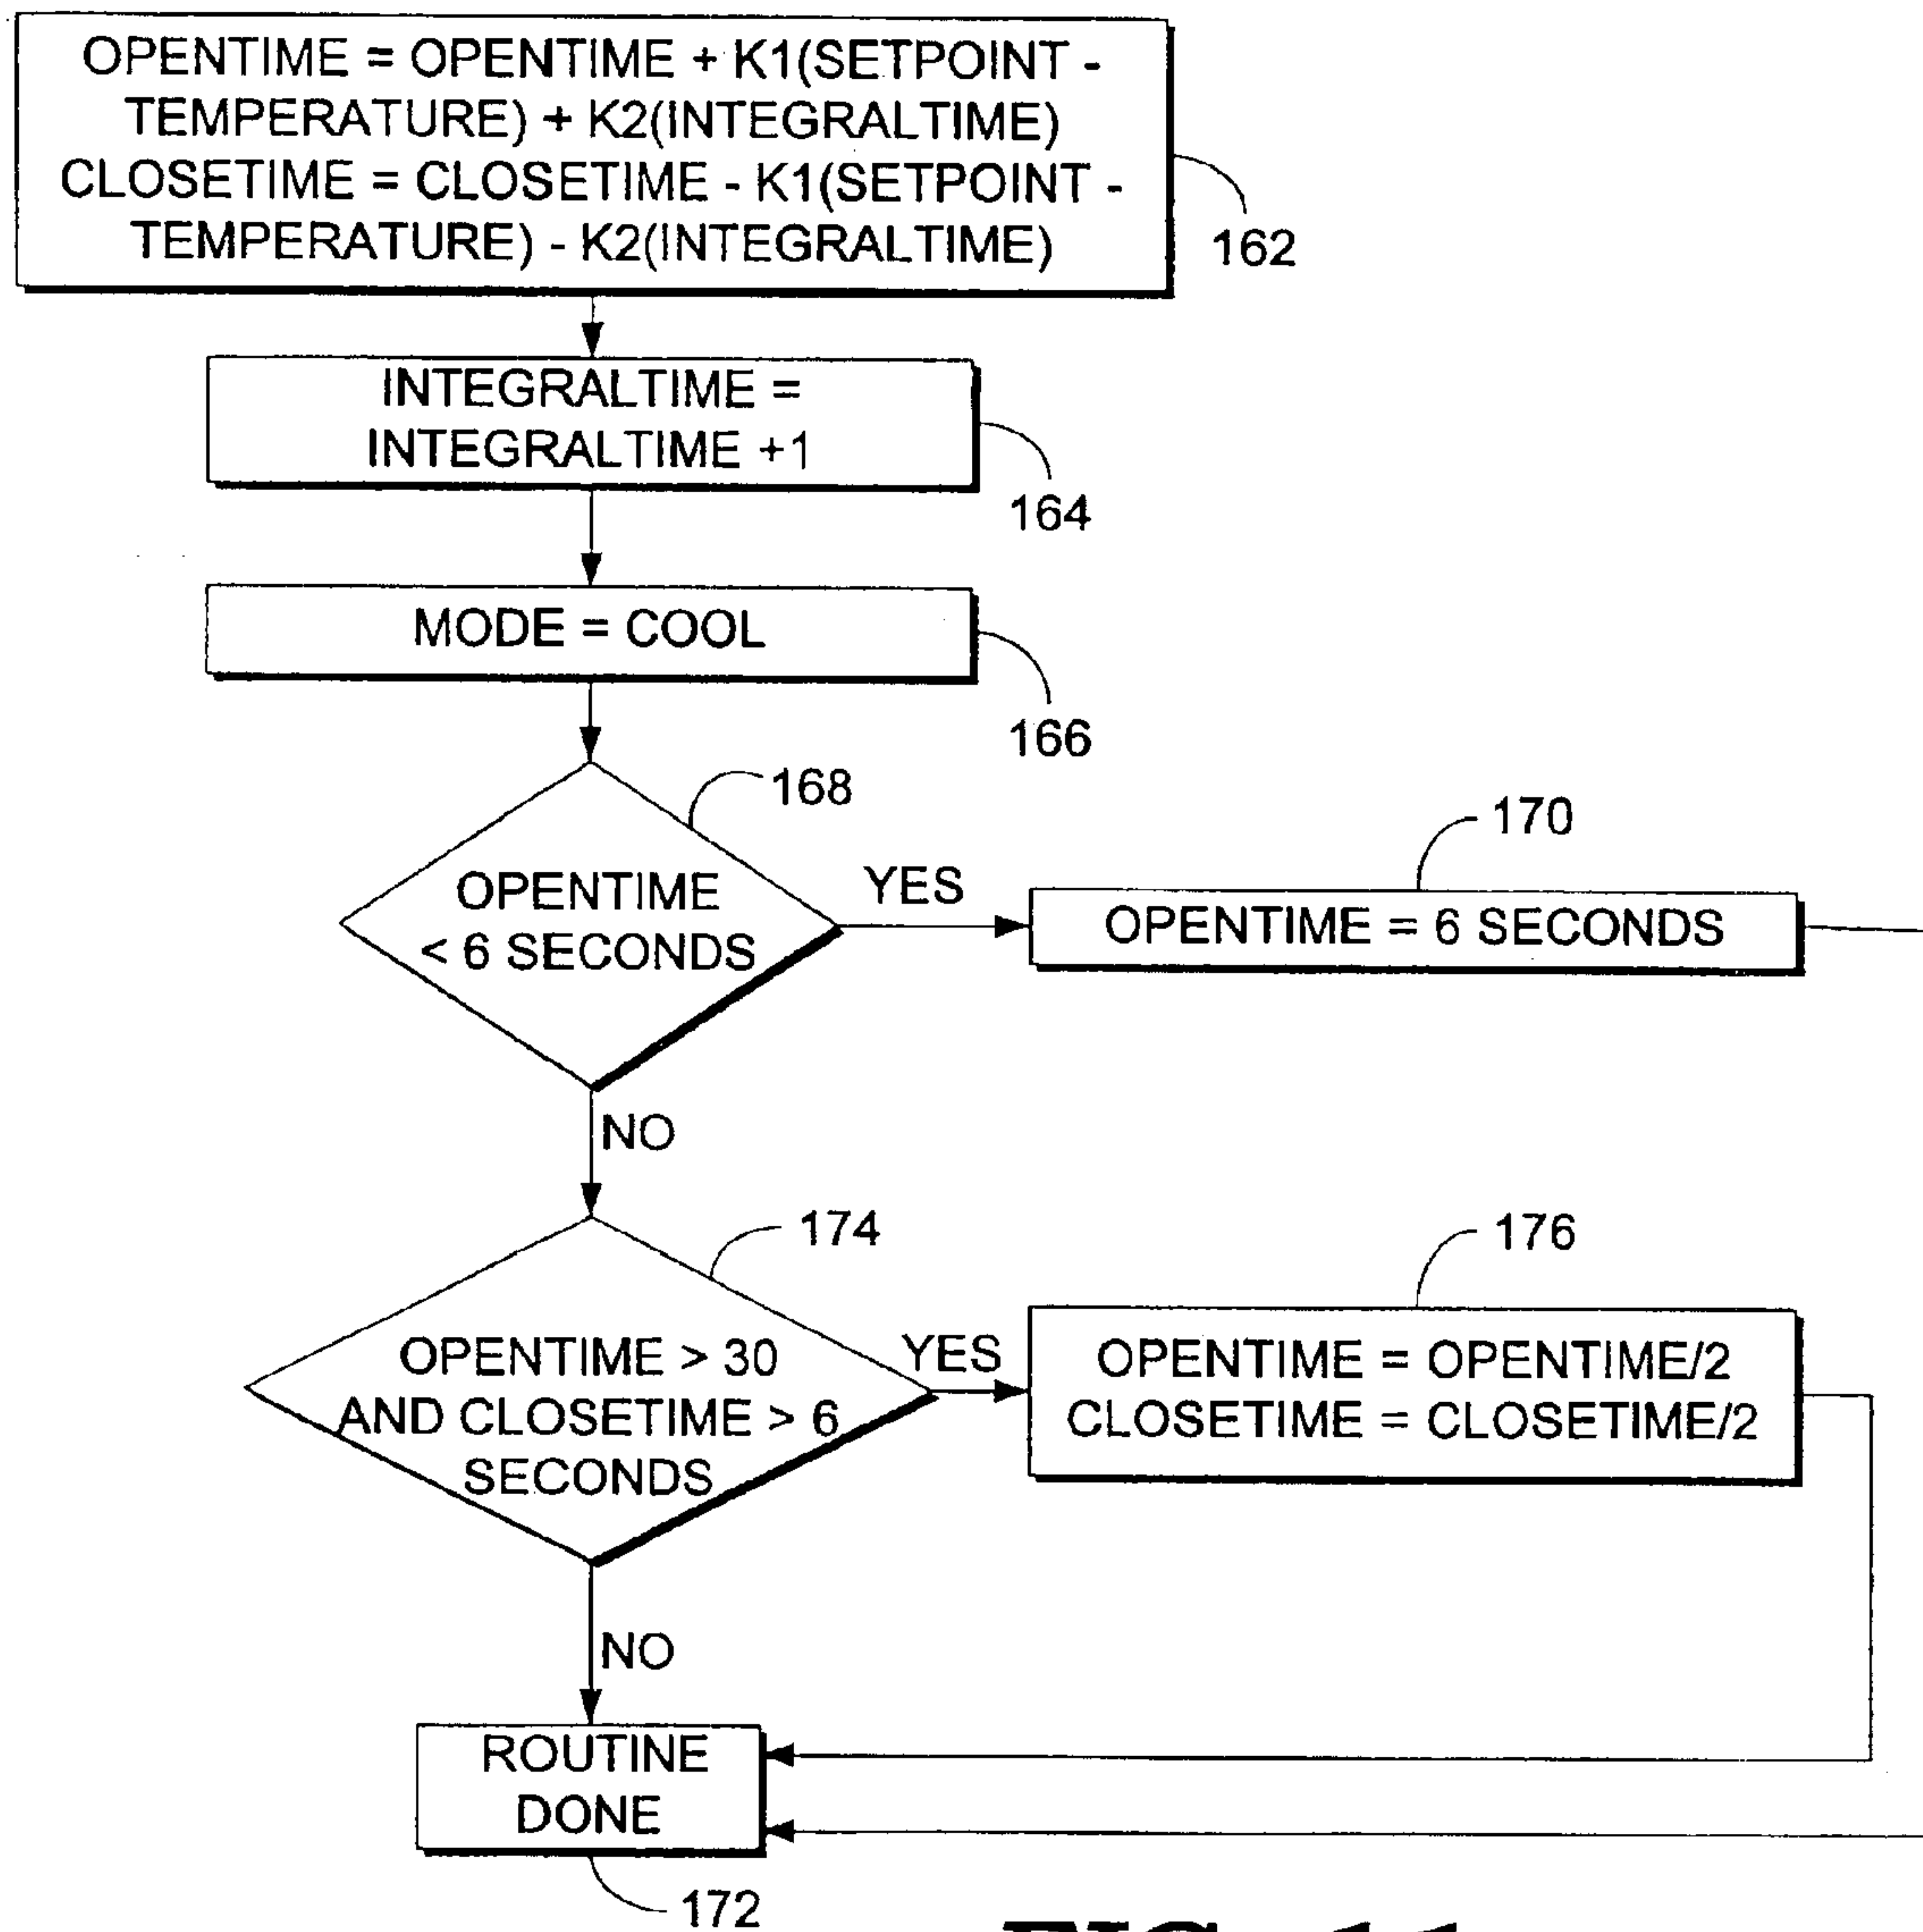 OPENTIME = OPENTIME + K1(SETPOINT -
TEMPERATURE) + K2(INTEGRALTIME)
CLOSETIME = CLOSETIME - K1(SETPOINT -
TEMPERATURE) - K2(INTEGRALTIME)
162
INTEGRALTIME =
INTEGRALTIME +1
164
MODE = COOL
166
168
OPENTIME
< 6 SECONDS
YES
170
OPENTIME = 6 SECONDS
NO
174
OPENTIME > 30
AND CLOSETIME > 6
SECONDS
YES
176
OPENTIME = OPENTIME/2
CLOSETIME = CLOSETIME/2
NO
ROUTINE
DONE
172